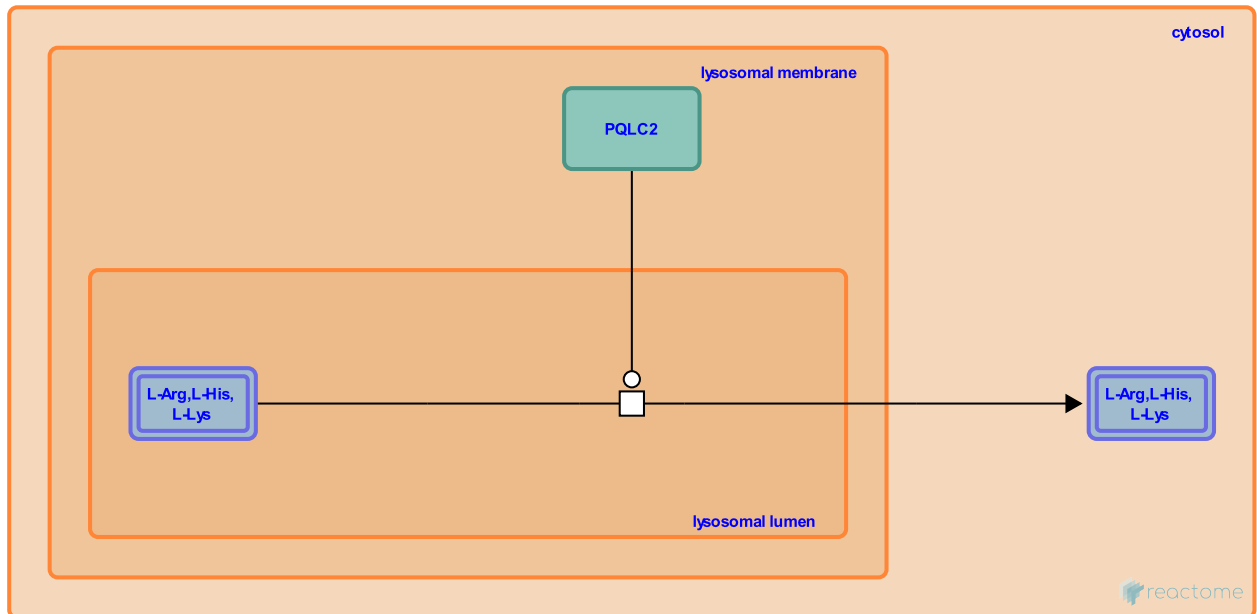 cytosol
lysosomal membrane
PQLC2
L-Arg,L-His,
L-Lys
L-Arg,L-His,
L-Lys
lysosomal lumen
reactome